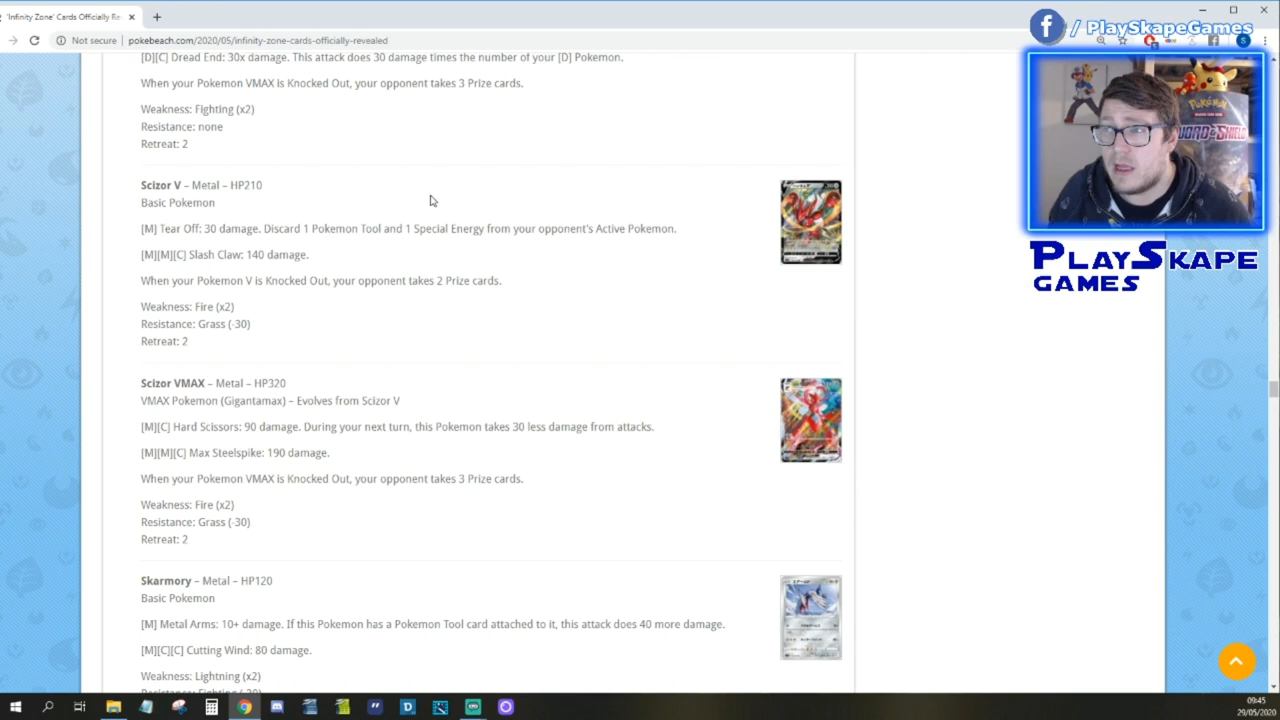 'Infinity Zone' Cards Officially Re
/ PlaySkapeGames
Not secure | pokebeach.com/2020/05/infinity-zone-cards-officially-revealed
[D][C] Dread End: 30x damage. This attack does 30 damage times the number of your [D] Pokemon.
When your Pokemon VMAX is Knocked Out, your opponent takes 3 Prize cards.
Weakness: Fighting (x2)
Resistance: none
Retreat: 2
POKéMON
WORD & SHIELD
PLAYSKAPE
GAMES
Scizor V – Metal – HP210
Basic Pokemon
[M] Tear Off: 30 damage. Discard 1 Pokemon Tool and 1 Special Energy from your opponent's Active Pokemon.
[M][M][C] Slash Claw: 140 damage.
When your Pokemon V is Knocked Out, your opponent takes 2 Prize cards.
Weakness: Fire (x2)
Resistance: Grass (-30)
Retreat: 2
Scizor VMAX – Metal – HP320
VMAX Pokemon (Gigantamax) – Evolves from Scizor V
[M][C] Hard Scissors: 90 damage. During your next turn, this Pokemon takes 30 less damage from attacks.
[M][M][C] Max Steelspike: 190 damage.
When your Pokemon VMAX is Knocked Out, your opponent takes 3 Prize cards.
Weakness: Fire (x2)
Resistance: Grass (-30)
Retreat: 2
Skarmory – Metal – HP120
Basic Pokemon
[M] Metal Arms: 10+ damage. If this Pokemon has a Pokemon Tool card attached to it, this attack does 40 more damage.
[M][C][C] Cutting Wind: 80 damage.
Weakness: Lightning (x2)
Resistance: Fighting (-30)
09:45
29/05/2020